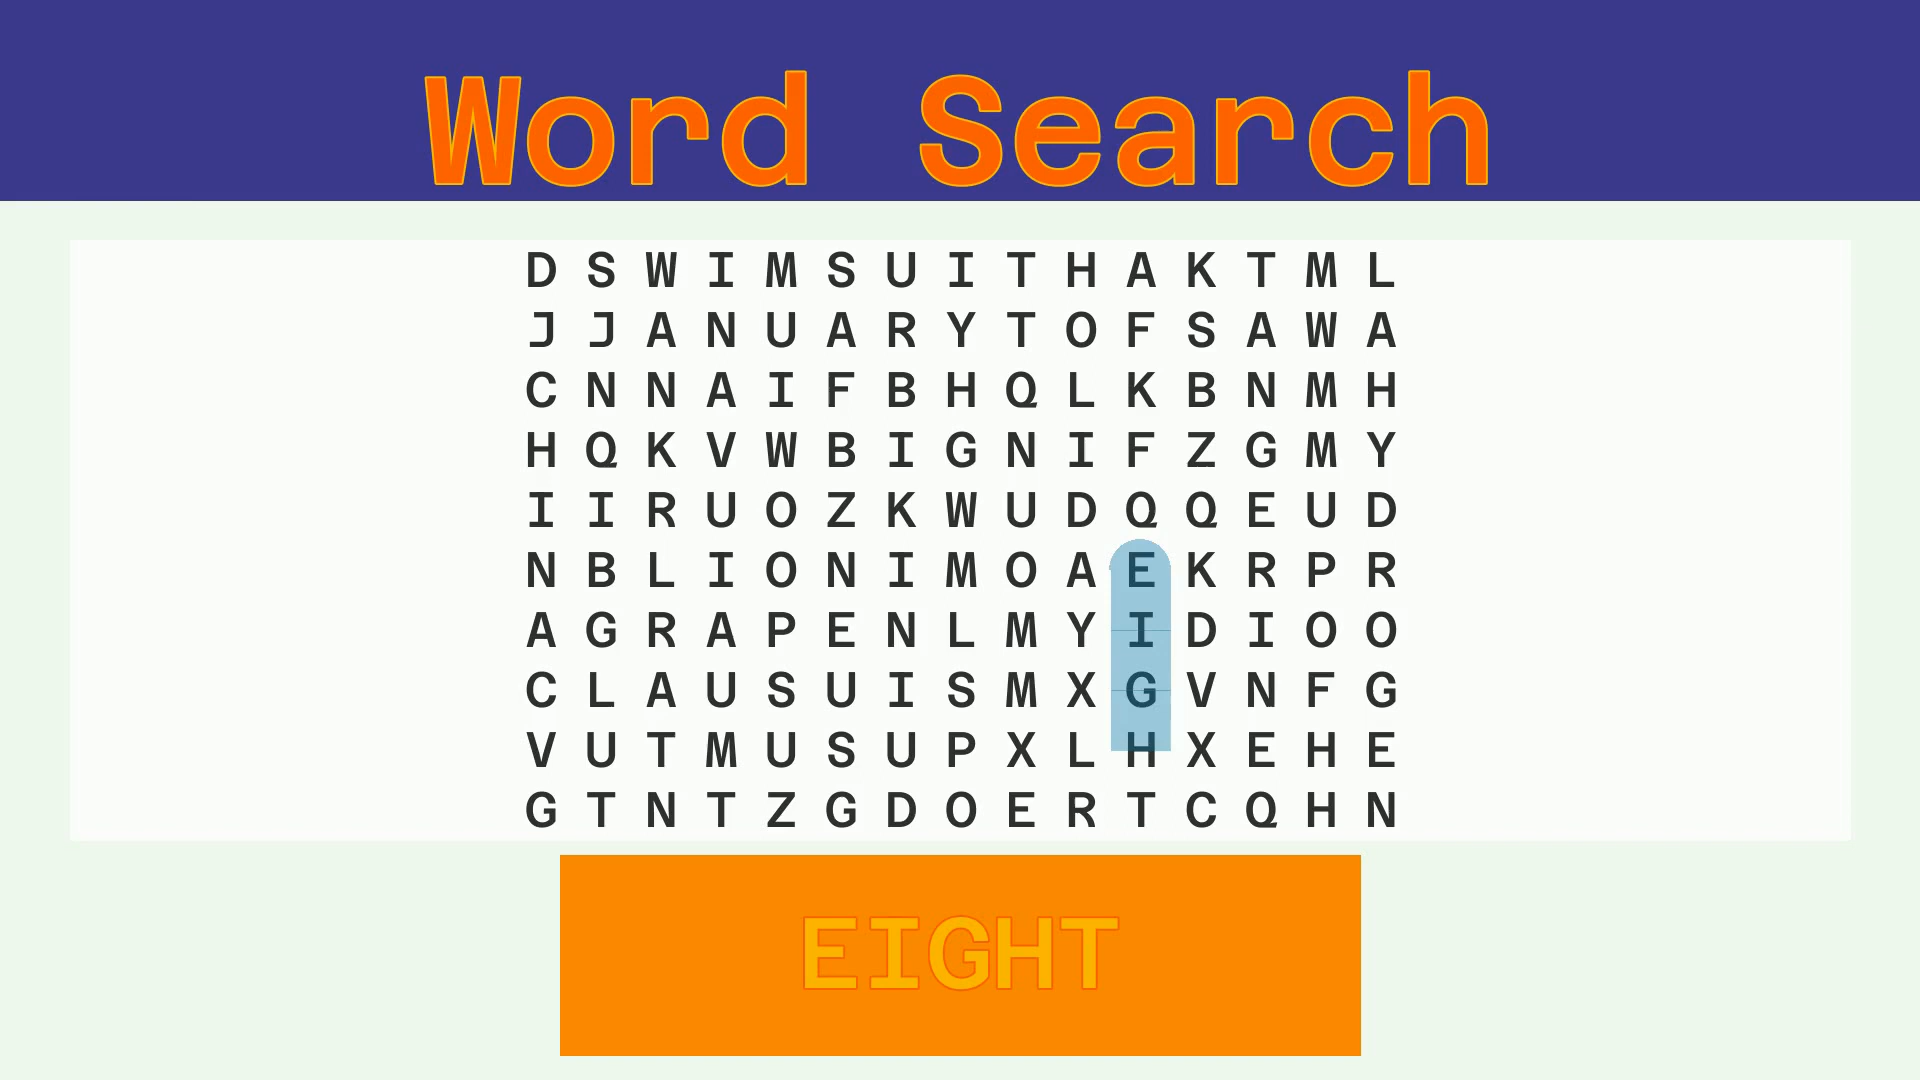 Word Search
D S W I M S U I T H A K T M L
J J A N U A R Y T O F S A W A
C N N A I F B H Q L K B N M H
H Q K V W B I G N I F Z G M Y
I I R U O Z K W U D Q Q E U D
N B L I O N I M O A E K R P R
A G R A P E N L M Y I D I O O
C L A U S U I S M X G V N F G
V U T M U S U P X L H X E H E
G T N T Z G D O E R T C Q H N
EIGHT